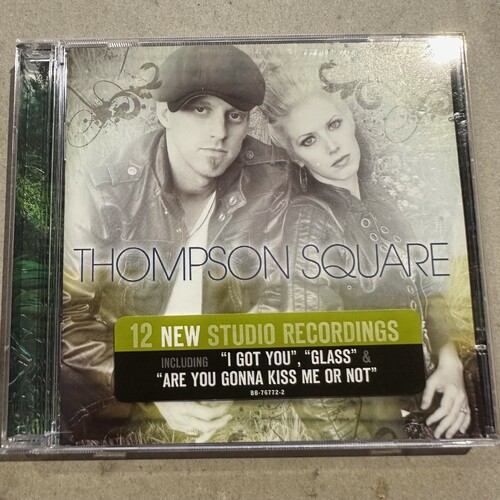 THOMPSON SQUARE
12 NEW STUDIO RECORDINGS
INCLUDING "I GOT YOU", "GLASS" &
"ARE YOU GONNA KISS ME OR NOT"
BB-76772-2